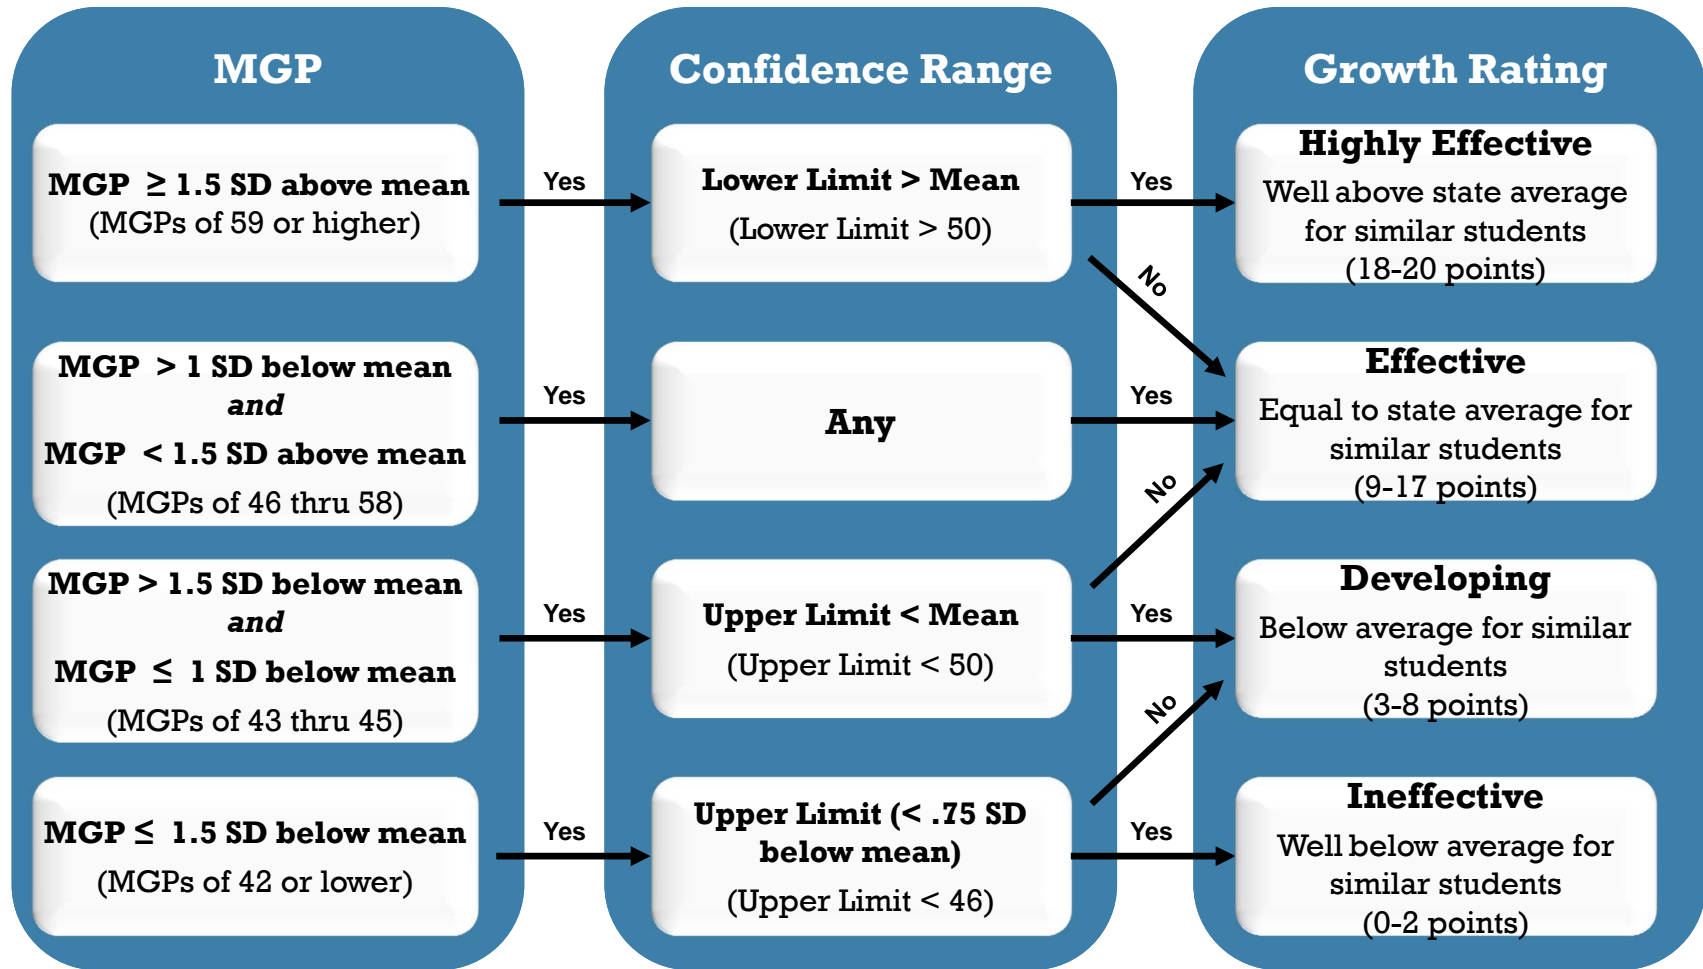 MGP
Confidence Range
Growth Rating
MGP ≥ 1.5 SD above mean
(MGPs of 59 or higher)
Yes
Lower Limit > Mean
(Lower Limit > 50)
Yes
No
Highly Effective
Well above state average
for similar students
(18-20 points)
MGP > 1 SD below mean
and
MGP < 1.5 SD above mean
(MGPs of 46 thru 58)
Yes
Any
Yes
Effective
Equal to state average for
similar students
(9-17 points)
MGP > 1.5 SD below mean
and
MGP ≤ 1 SD below mean
(MGPs of 43 thru 45)
Yes
Upper Limit < Mean
(Upper Limit < 50)
No
Yes
Developing
Below average for similar
students
(3-8 points)
MGP ≤ 1.5 SD below mean
(MGPs of 42 or lower)
Yes
Upper Limit (< .75 SD
below mean)
(Upper Limit < 46)
No
Yes
Ineffective
Well below average for
similar students
(0-2 points)